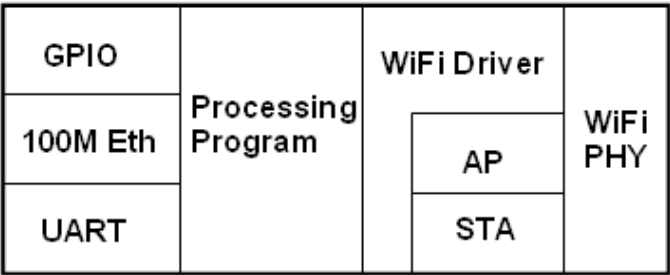 GPIO
100M Eth
UART
Processing
Program
WiFi Driver
AP
STA
WiFi
PHY